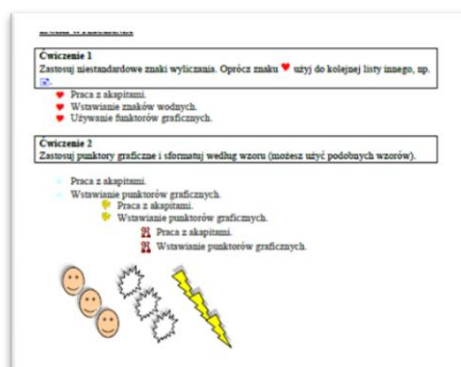 Ćwiczenie 1
Zastosuj niestandardowe znaki wyliczania. Oprócz znaku ♥ użyj do kolejnej listy innego, np.
Praca z akapitami.
Wstawianie znaków wodnych.
Używanie funktorów graficznych.
Ćwiczenie 2
Zastosuj punktory graficzne i sformatuj według wzoru (możesz użyć podobnych wzorów).
Praca z akapitami.
Wstawianie punktorów graficznych.
Praca z akapitami.
Wstawianie punktorów graficznych.
Praca z akapitami.
Wstawianie punktorów graficznych.